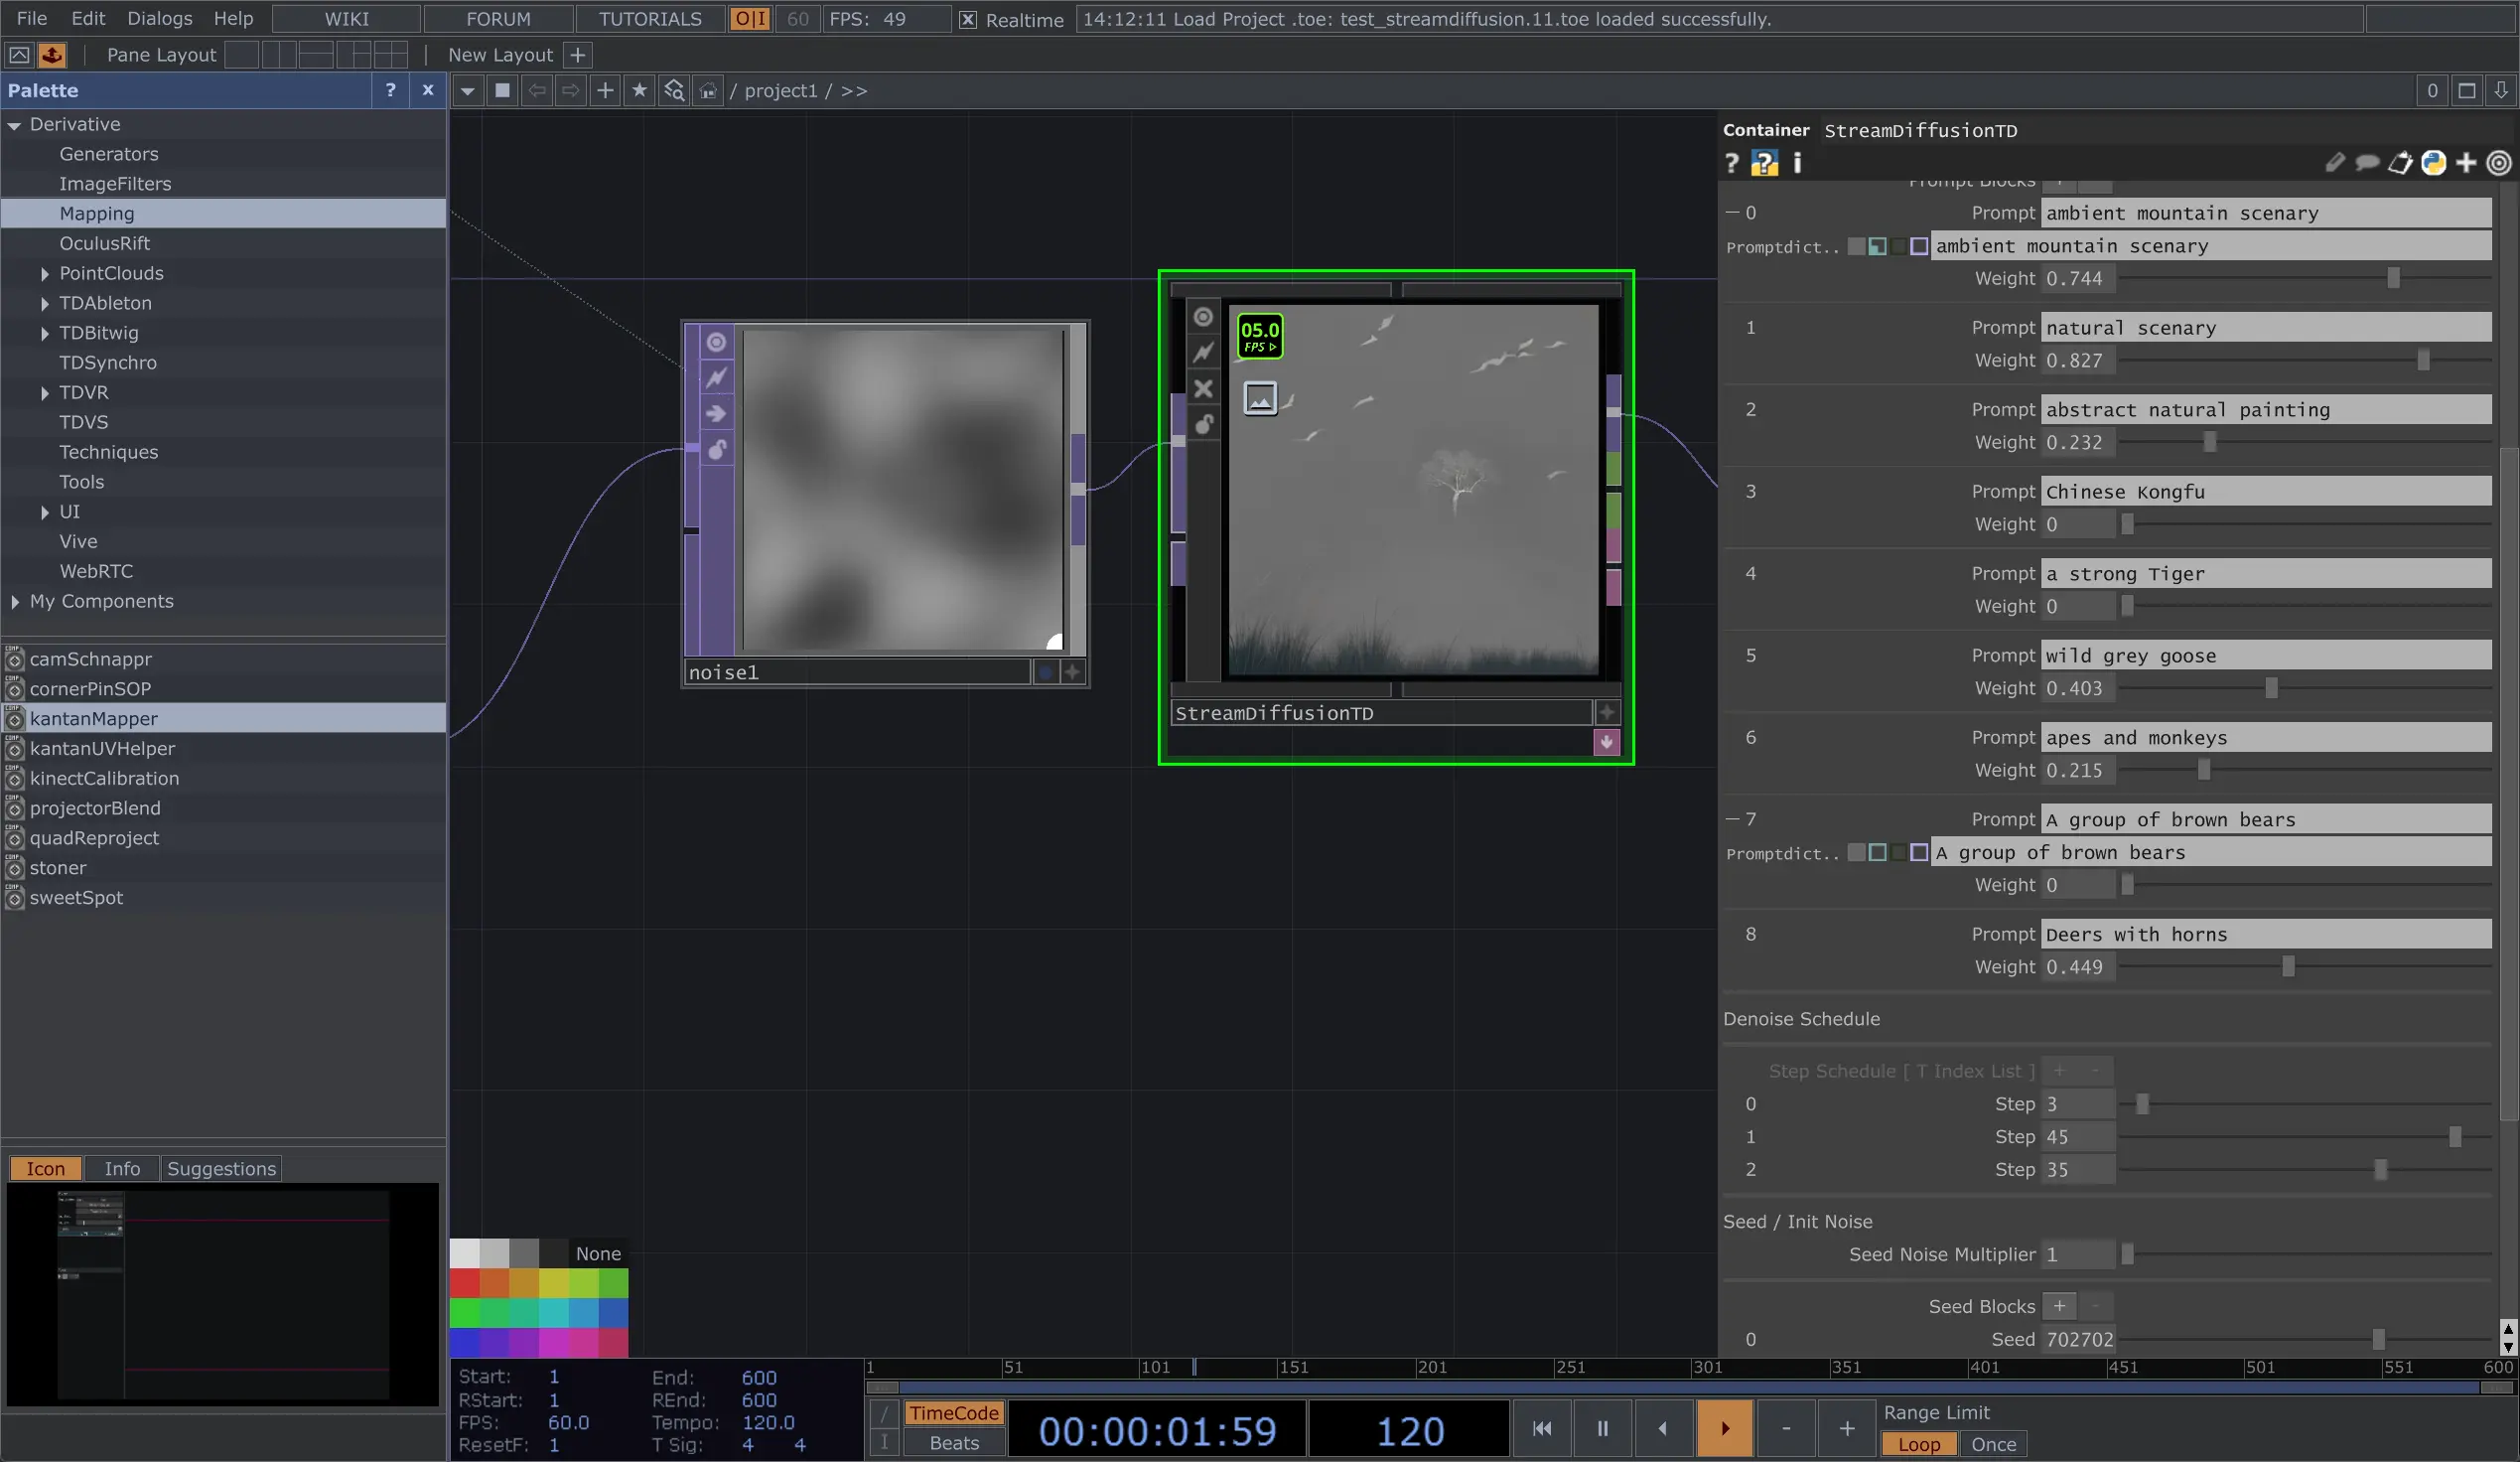 File Edit Dialogs Help WIKI FORUM TUTORIALS O|I 60 FPS: 49 Realtime 14:12:11 Load Project .toe: test_streamdiffusion.11.toe loaded successfully.
Pane Layout New Layout +
Palette ? x / project1 / >> 0
Derivative
Generators
ImageFilters
Mapping
OculusRift
PointClouds
TDAbleton
TDBitwig
TDSynchro
TDVR
TDVS
Techniques
Tools
UI
Vive
WebRTC
My Components
camSchnappr
cornerPinSOP
kantanMapper
kantanUVHelper
kinectCalibration
projectorBlend
quadReproject
stoner
sweetSpot
Icon Info Suggestions
noise1
05.0
FPS
StreamDiffusionTD
None
Container StreamDiffusionTD
? ? i
Prompt Blocks
0 Prompt ambient mountain scenary
Promptdict.. ambient mountain scenary
Weight 0.744
1 Prompt natural scenary
Weight 0.827
2 Prompt abstract natural painting
Weight 0.232
3 Prompt Chinese Kongfu
Weight 0
4 Prompt a strong Tiger
Weight 0
5 Prompt wild grey goose
Weight 0.403
6 Prompt apes and monkeys
Weight 0.215
7 Prompt A group of brown bears
Promptdict.. A group of brown bears
Weight 0
8 Prompt Deers with horns
Weight 0.449
Denoise Schedule
Step Schedule [ T Index List ] + -
0 Step 3
1 Step 45
2 Step 35
Seed / Init Noise
Seed Noise Multiplier 1
Seed Blocks + -
0 Seed 702702
1 51 101 151 201 251 301 351 401 451 501 551 600
Start: 1 End: 600
RStart: 1 REnd: 600
FPS: 60.0 Tempo: 120.0
ResetF: 1 T Sig: 4 4
/ TimeCode
I Beats
00:00:01:59 120 - +
Range Limit
Loop Once